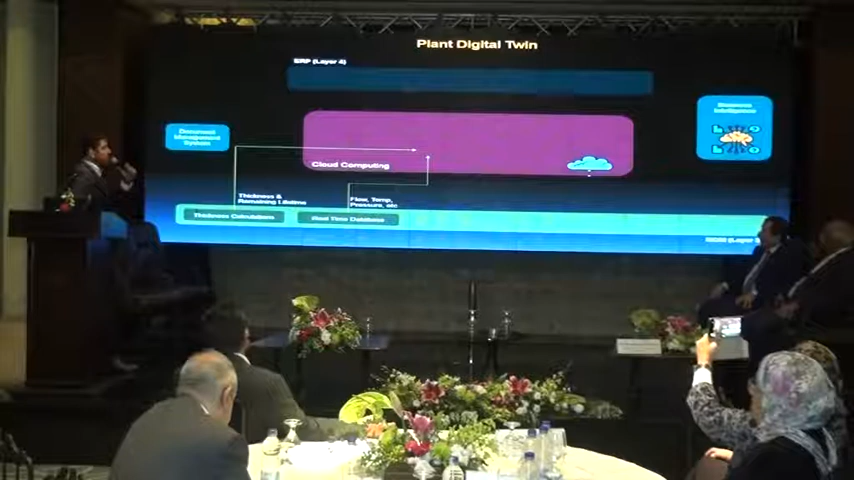 Plant Digital Twin
ERP (Layer 4)
Document
Management
System
Business
Intelligence
Cloud Computing
Thickness &
Remaining Lifetime
Flow, Temp,
Pressure, etc
Thickness Calculations
Real Time Database